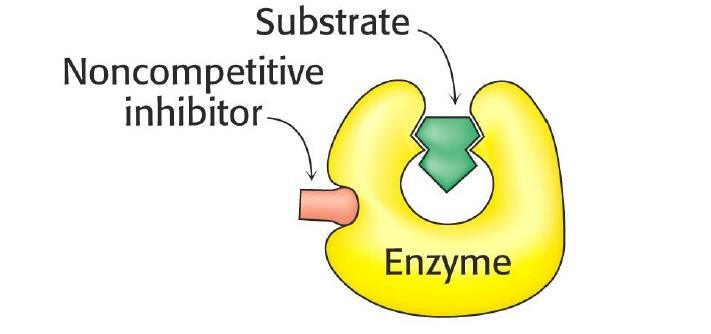 Substrate
Noncompetitive
inhibitor
Enzyme